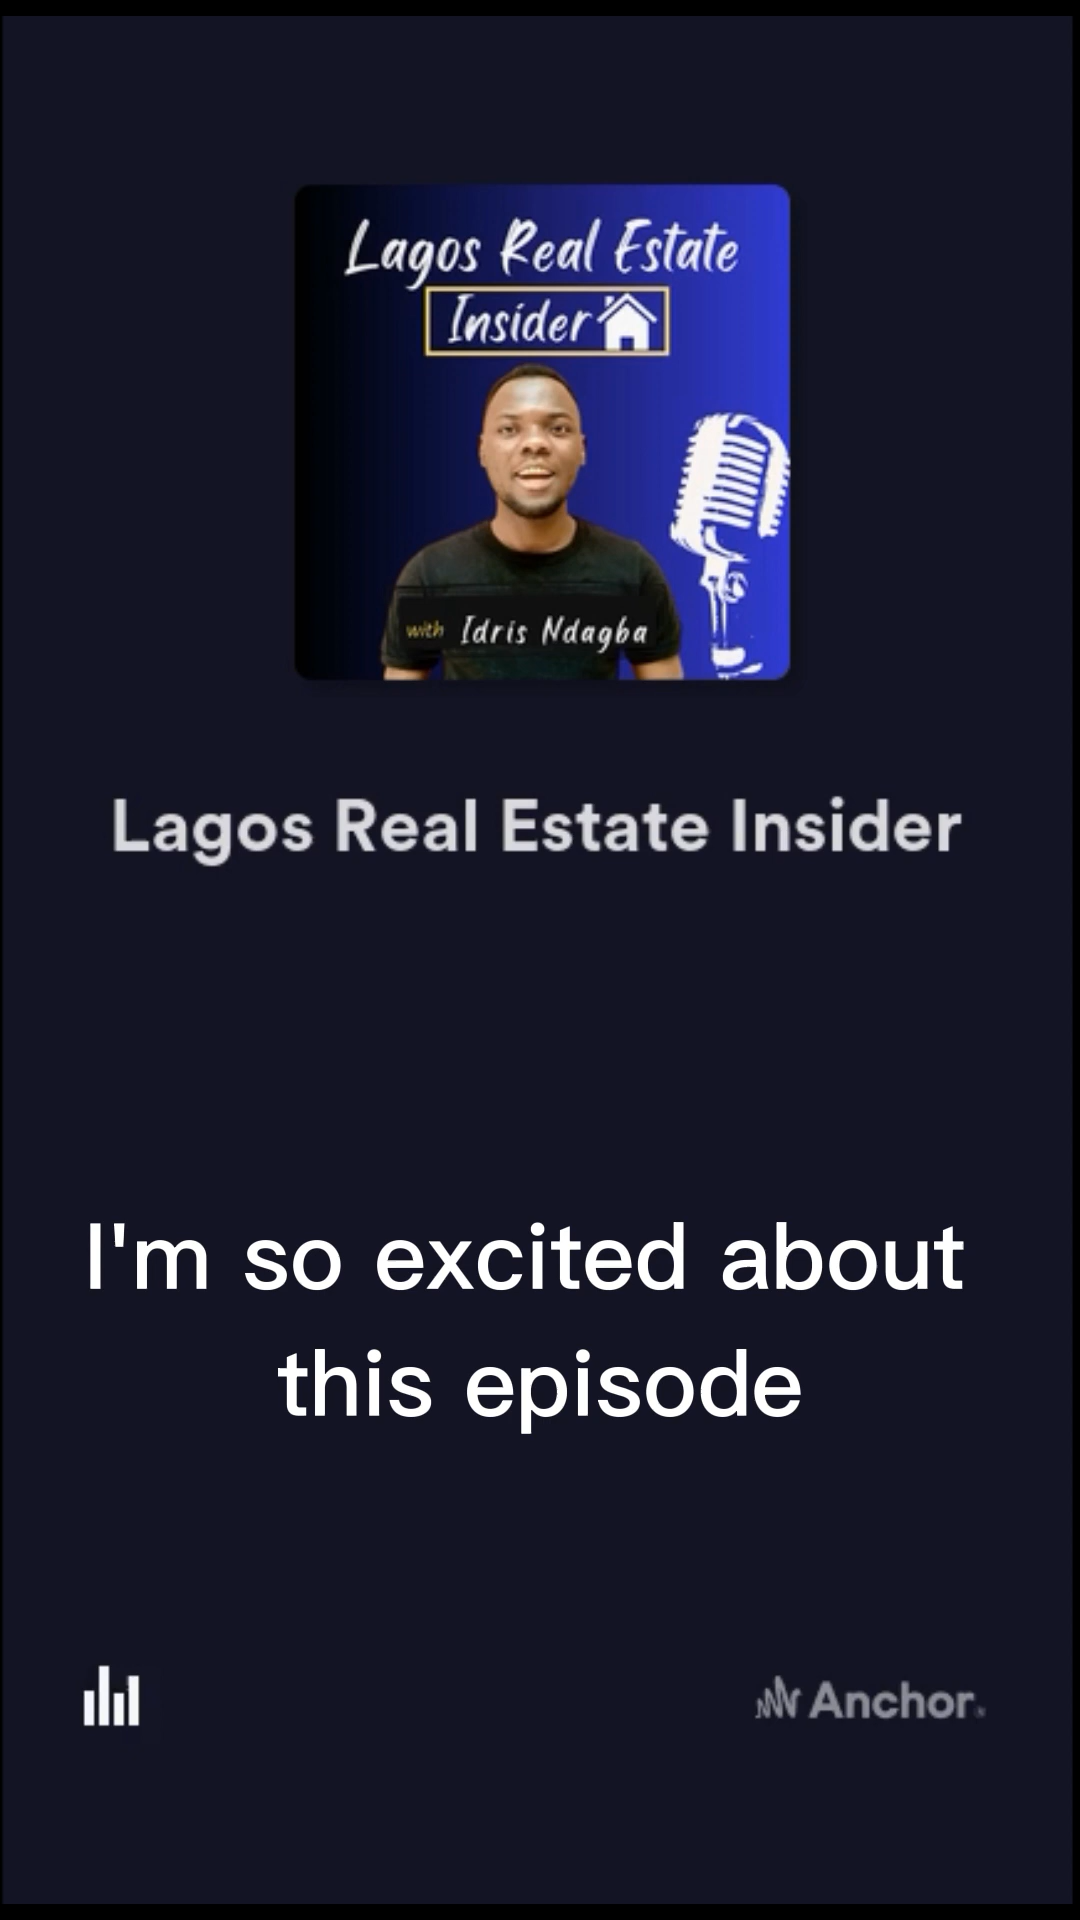 Lagos Real Estate
Insider
with Idris Ndagba
Lagos Real Estate Insider
I'm so excited about
this episode
Anchor